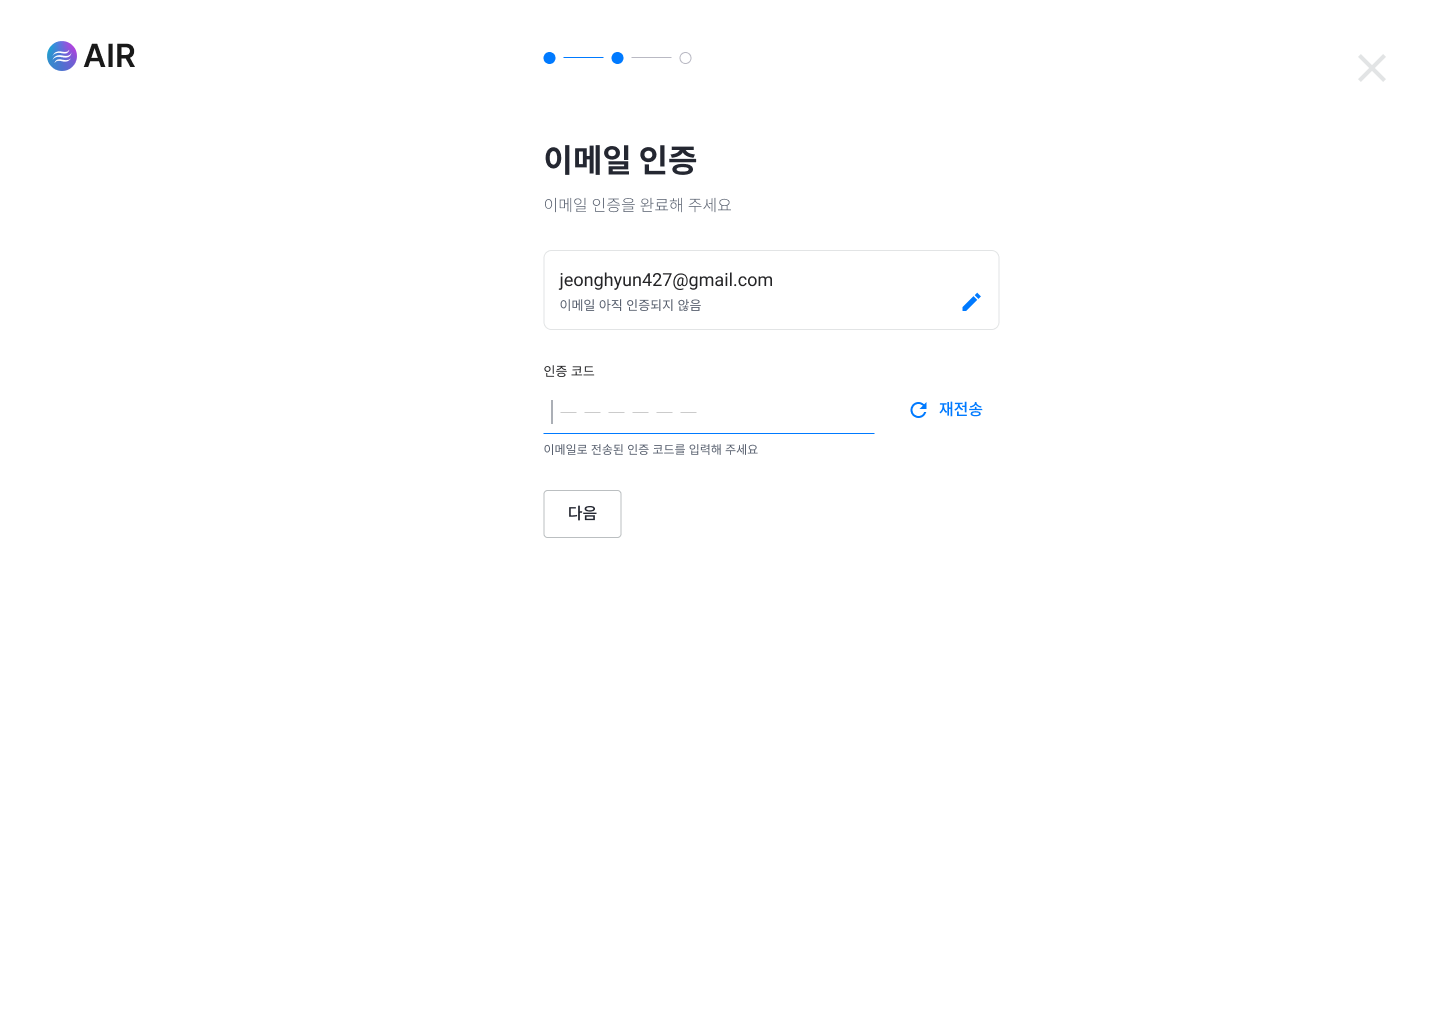 AIR
이메일 인증
이메일 인증을 완료해 주세요
jeonghyun427@gmail.com
이메일 아직 인증되지 않음
인증 코드
재전송
이메일로 전송된 인증 코드를 입력해 주세요
다음